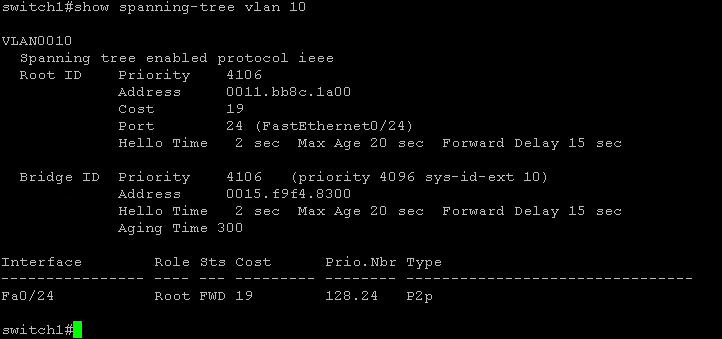 switch1#show spanning-tree vlan 10
VLAN0010
  Spanning tree enabled protocol ieee
  Root ID    Priority    4106
             Address     0011.bb8c.1a00
             Cost        19
             Port        24 (FastEthernet0/24)
             Hello Time   2 sec  Max Age 20 sec  Forward Delay 15 sec
  Bridge ID  Priority    4106   (priority 4096 sys-id-ext 10)
             Address     0015.f9f4.8300
             Hello Time   2 sec  Max Age 20 sec  Forward Delay 15 sec
             Aging Time 300
Interface        Role Sts Cost      Prio.Nbr Type
---------------- ---- --- --------- -------- --------------------------------
Fa0/24           Root FWD 19        128.24   P2p
switch1#